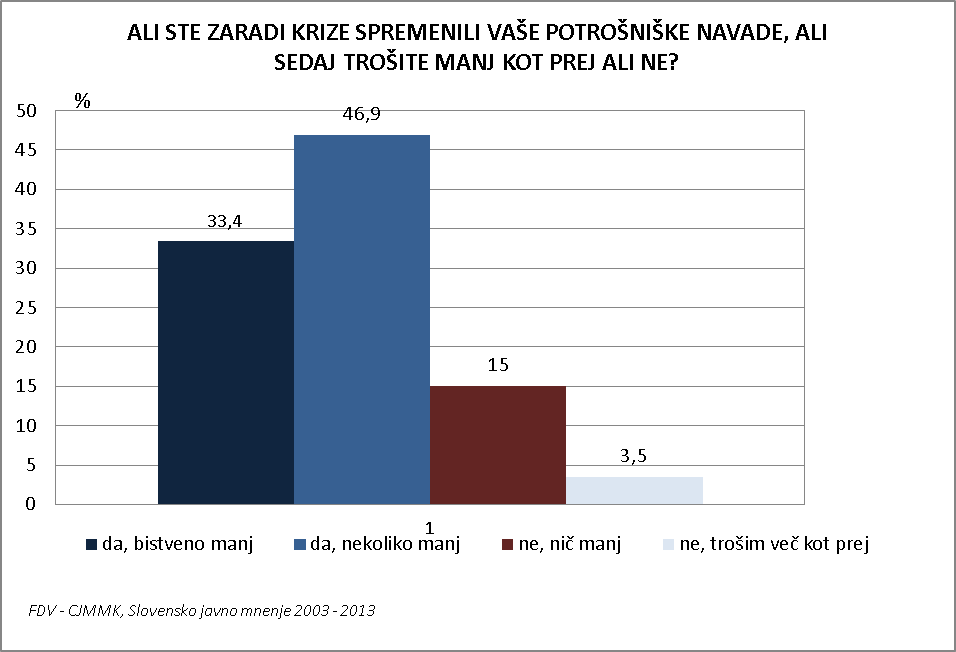 ALI STE ZARADI KRIZE SPREMENILI VAŠE POTROŠNIŠKE NAVADE, ALI
SEDAJ TROŠITE MANJ KOT PREJ ALI NE?
%
50
45
40
35
30
25
20
15
10
5
0
33,4
46,9
15
3,5
1
da, bistveno manj
da, nekoliko manj
ne, nič manj
ne, trošim več kot prej
FDV - CJMMK, Slovensko javno mnenje 2003 - 2013